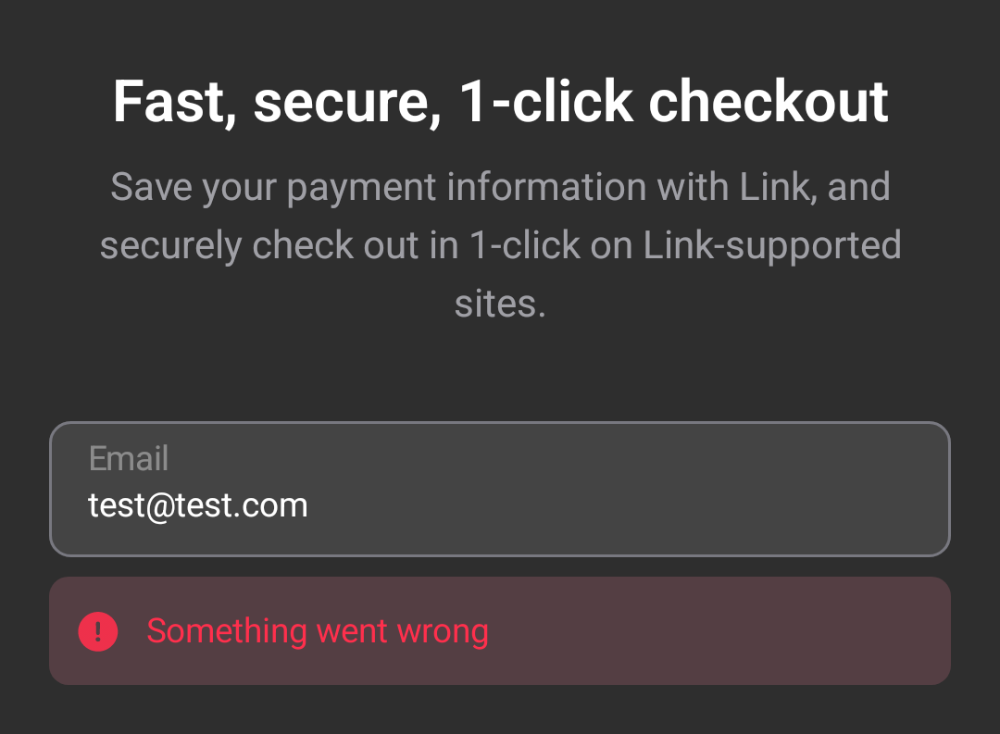 Fast, secure, 1-click checkout
Save your payment information with Link, and
securely check out in 1-click on Link-supported
sites.
Email
test@test.com
! Something went wrong